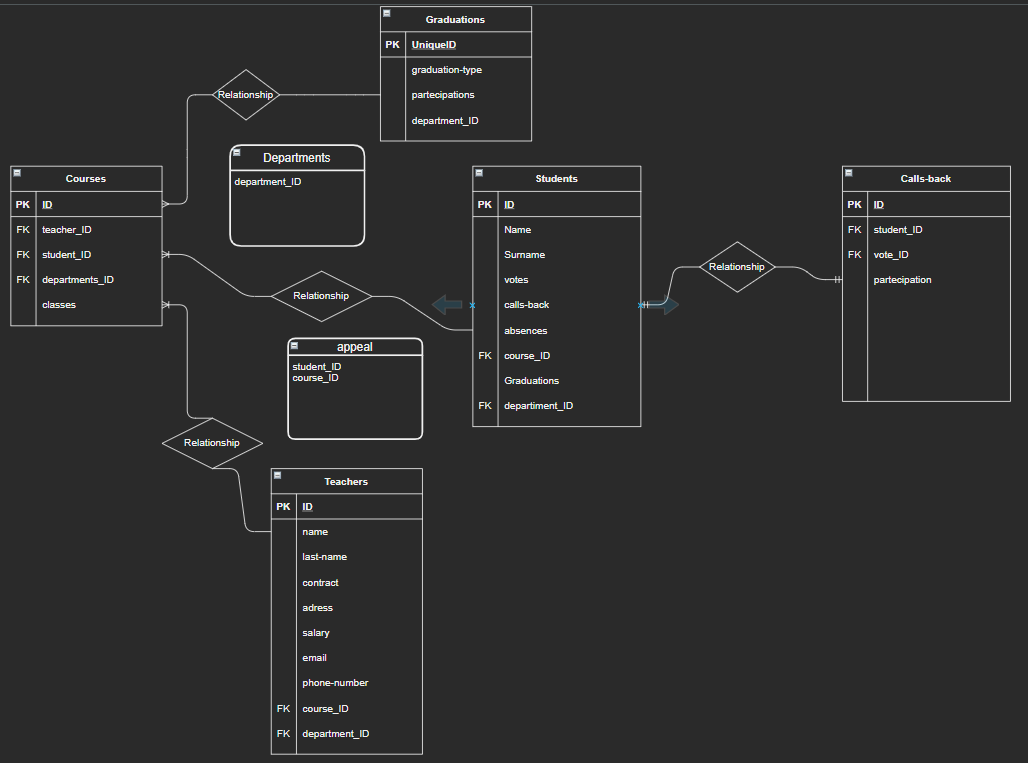 Graduations
PK UniqueID
graduation-type
partecipations
department_ID
Relationship
Departments
department_ID
Courses
PK ID
FK teacher_ID
FK student_ID
FK departments_ID
classes
Students
PK ID
Name
Surname
votes
calls-back
absences
FK course_ID
Graduations
FK departiment_ID
Calls-back
PK ID
FK student_ID
FK vote_ID
partecipation
Relationship
Relationship
appeal
student_ID
course_ID
Relationship
Teachers
PK ID
name
last-name
contract
adress
salary
email
phone-number
FK course_ID
FK department_ID